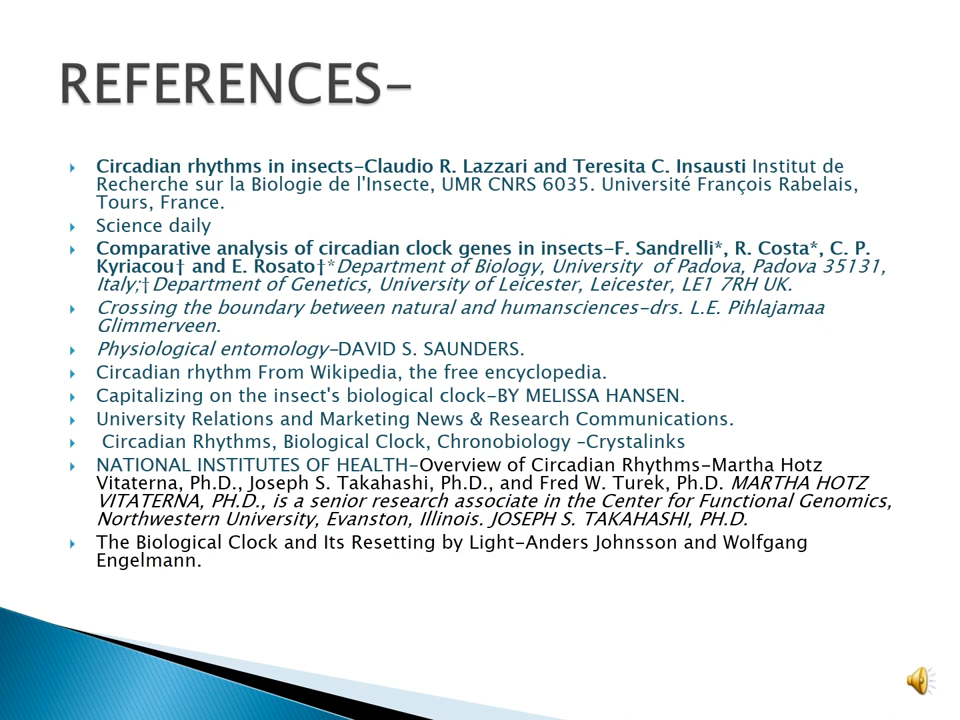 REFERENCES-
Circadian rhythms in insects-Claudio R. Lazzari and Teresita C. Insausti Institut de
Recherche sur la Biologie de l'Insecte, UMR CNRS 6035. Université François Rabelais,
Tours, France.
Science daily
Comparative analysis of circadian clock genes in insects-F. Sandrelli*, R. Costa*, C. P.
Kyriacou† and E. Rosato†*Department of Biology, University of Padova, Padova 35131,
Italy;†Department of Genetics, University of Leicester, Leicester, LE1 7RH UK.
Crossing the boundary between natural and humansciences-drs. L.E. Pihlajamaa
Glimmerveen.
Physiological entomology-DAVID S. SAUNDERS.
Circadian rhythm From Wikipedia, the free encyclopedia.
Capitalizing on the insect's biological clock-BY MELISSA HANSEN.
University Relations and Marketing News & Research Communications.
Circadian Rhythms, Biological Clock, Chronobiology -Crystalinks
NATIONAL INSTITUTES OF HEALTH-Overview of Circadian Rhythms-Martha Hotz
Vitaterna, Ph.D., Joseph S. Takahashi, Ph.D., and Fred W. Turek, Ph.D. MARTHA HOTZ
VITATERNA, PH.D., is a senior research associate in the Center for Functional Genomics,
Northwestern University, Evanston, Illinois. JOSEPH S. TAKAHASHI, PH.D.
The Biological Clock and Its Resetting by Light-Anders Johnsson and Wolfgang
Engelmann.